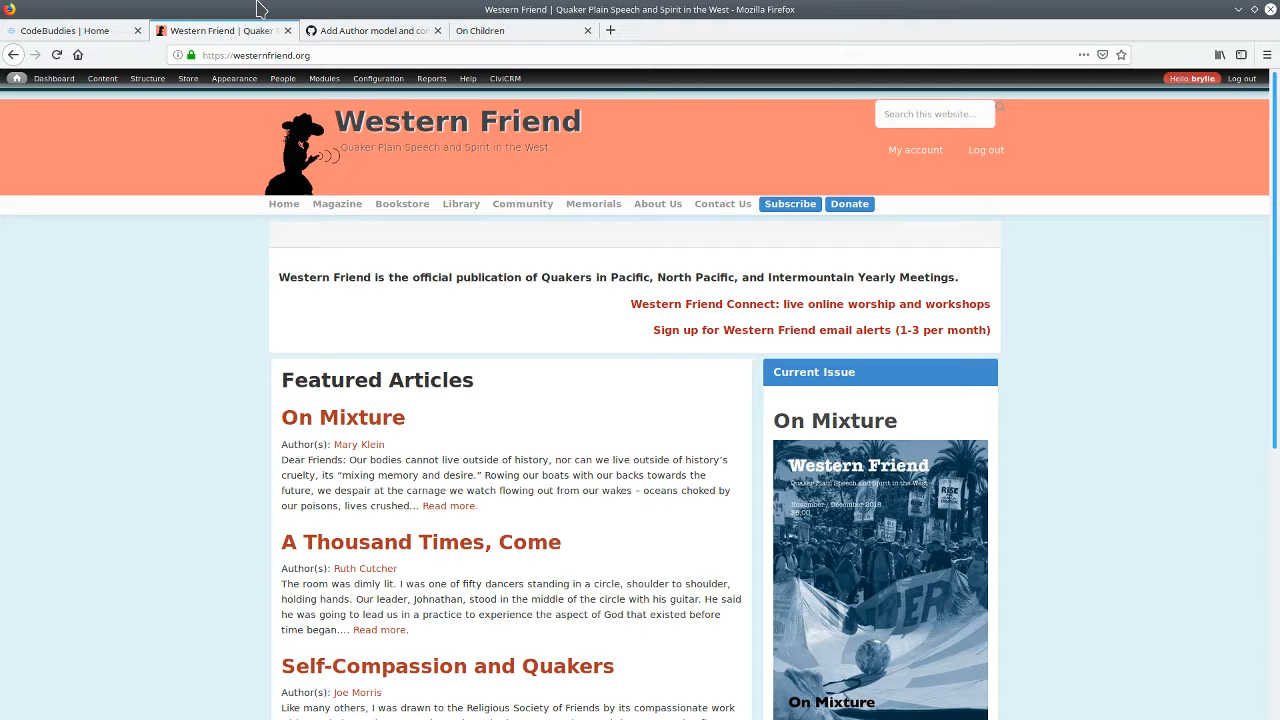 Western Friend | Quaker Plain Speech and Spirit in the West - Mozilla Firefox
CodeBuddies | Home
Western Friend | Quaker
Add Author model and con
On Children
https://westernfriend.org
Dashboard Content Structure Store Appearance People Modules Configuration Reports Help CiviCRM
Hello brylle Log out
Western Friend
Quaker Plain Speech and Spirit in the West
Search this website...
My account Log out
Home Magazine Bookstore Library Community Memorials About Us Contact Us Subscribe Donate
Western Friend is the official publication of Quakers in Pacific, North Pacific, and Intermountain Yearly Meetings.
Western Friend Connect: live online worship and workshops
Sign up for Western Friend email alerts (1-3 per month)
Featured Articles
On Mixture
Author(s): Mary Klein
Dear Friends: Our bodies cannot live outside of history, nor can we live outside of history’s
cruelty, its “mixing memory and desire.” Rowing our boats with our backs towards the
future, we despair at the carnage we watch flowing out from our wakes – oceans choked by
our poisons, lives crushed... Read more.
A Thousand Times, Come
Author(s): Ruth Cutcher
The room was dimly lit. I was one of fifty dancers standing in a circle, shoulder to shoulder,
holding hands. Our leader, Johnathan, stood in the middle of the circle with his guitar. He said
he was going to lead us in a practice to experience the aspect of God that existed before
time began.... Read more.
Self-Compassion and Quakers
Author(s): Joe Morris
Like many others, I was drawn to the Religious Society of Friends by its compassionate work
Current Issue
On Mixture
Western Friend
Quaker Plain Speech and Spirit in the West
November / December 2018
$6.00
RISE
On Mixture